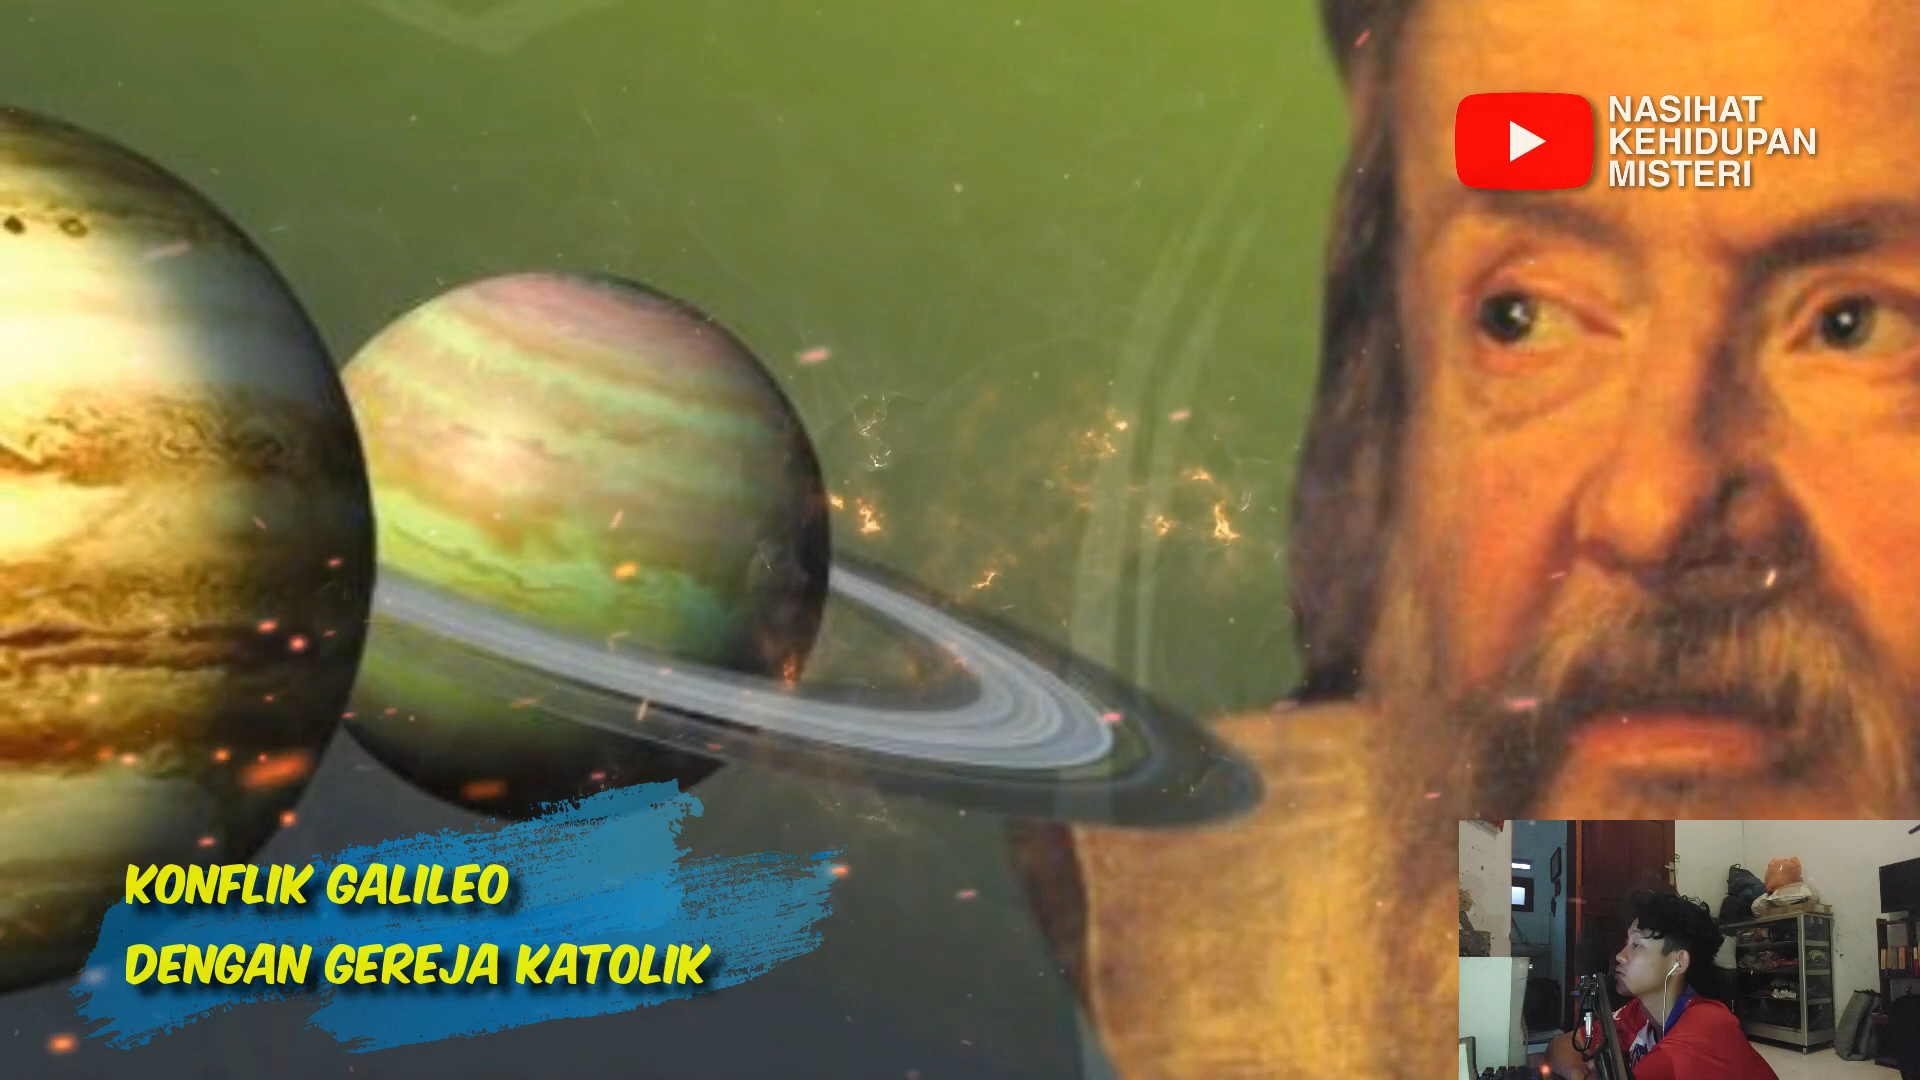 NASIHAT
KEHIDUPAN
MISTERI
KONFLIK GALILEO
DENGAN GEREJA KATOLIK